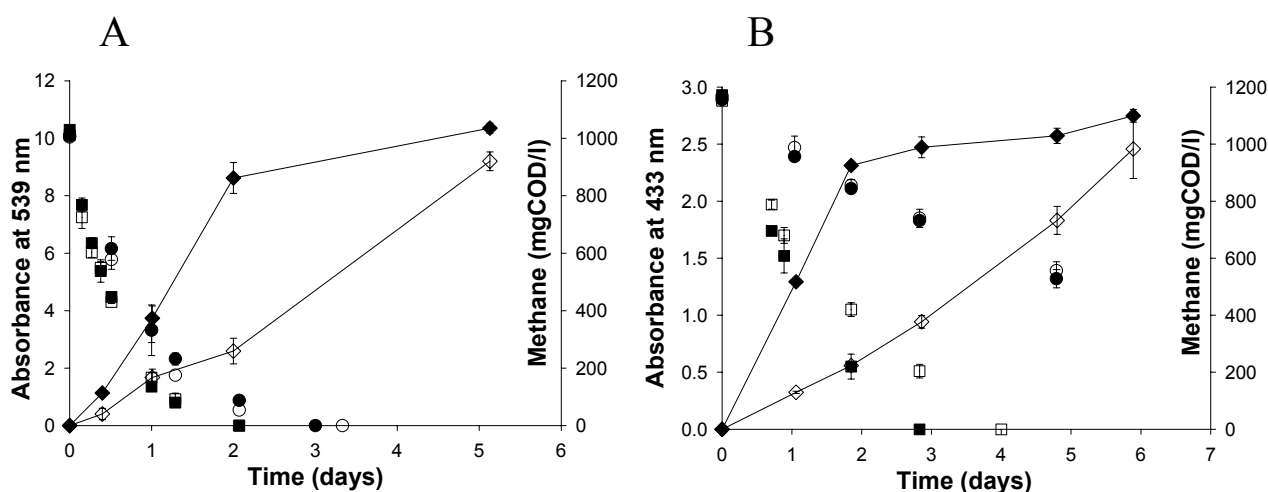 A
Absorbance at 539 nm
12
10
8
6
4
2
0
0 1 2 3 4 5 6
Time (days)
1200
1000
800
600
400
200
0
Methane (mgCOD/l)
B
Absorbance at 433 nm
3.0
2.5
2.0
1.5
1.0
0.5
0.0
0 1 2 3 4 5 6 7
Time (days)
1200
1000
800
600
400
200
0
Methane (mgCOD/l)